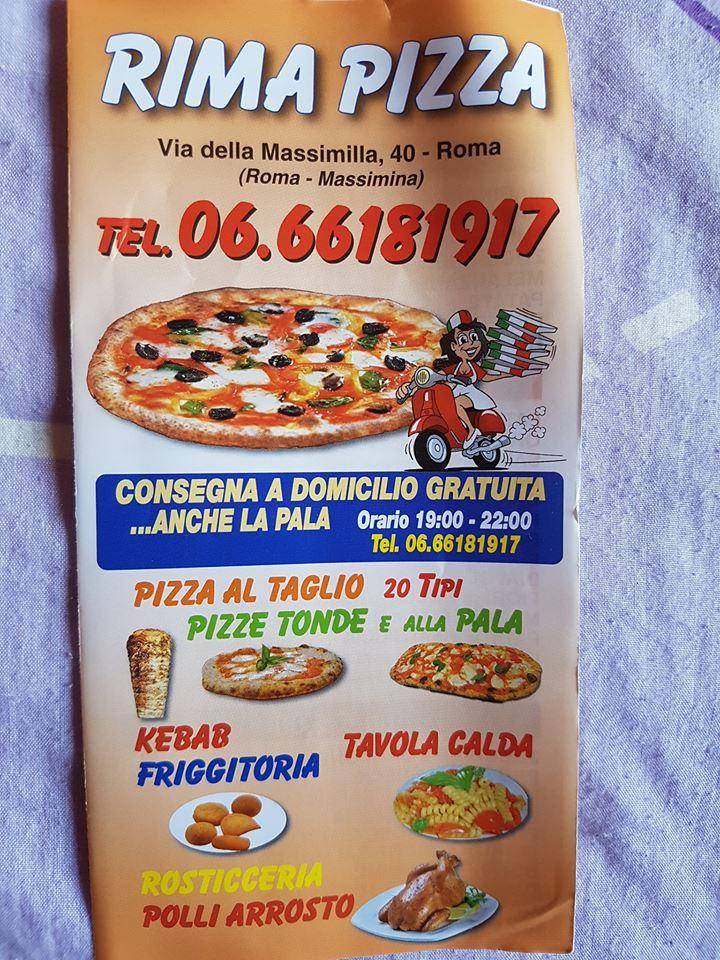 RIMA PIZZA
Via della Massimilla, 40 - Roma
(Roma - Massimina)
TEL. 06.66181917
CONSEGNA A DOMICILIO GRATUITA
...ANCHE LA PALA Orario 19:00 - 22:00
Tel. 06.66181917
PIZZA AL TAGLIO 20 TIPI
PIZZE TONDE E ALLA PALA
KEBAB
FRIGGITORIA
TAVOLA CALDA
ROSTICCERIA
POLLI ARROSTO